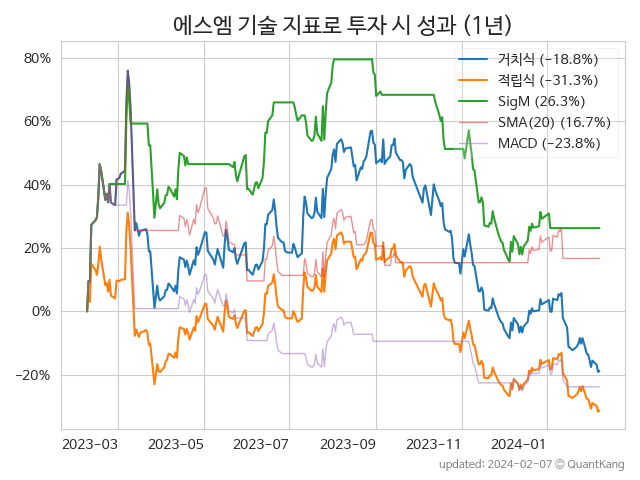 에스엠 기술 지표로 투자 시 성과 (1년)
80%
60%
40%
20%
0%
−20%
거치식 (−18.8%)
적립식 (−31.3%)
SigM (26.3%)
SMA(20) (16.7%)
MACD (−23.8%)
2023-03
2023-05
2023-07
2023-09
2023-11
2024-01
updated: 2024-02-07 © QuantKang